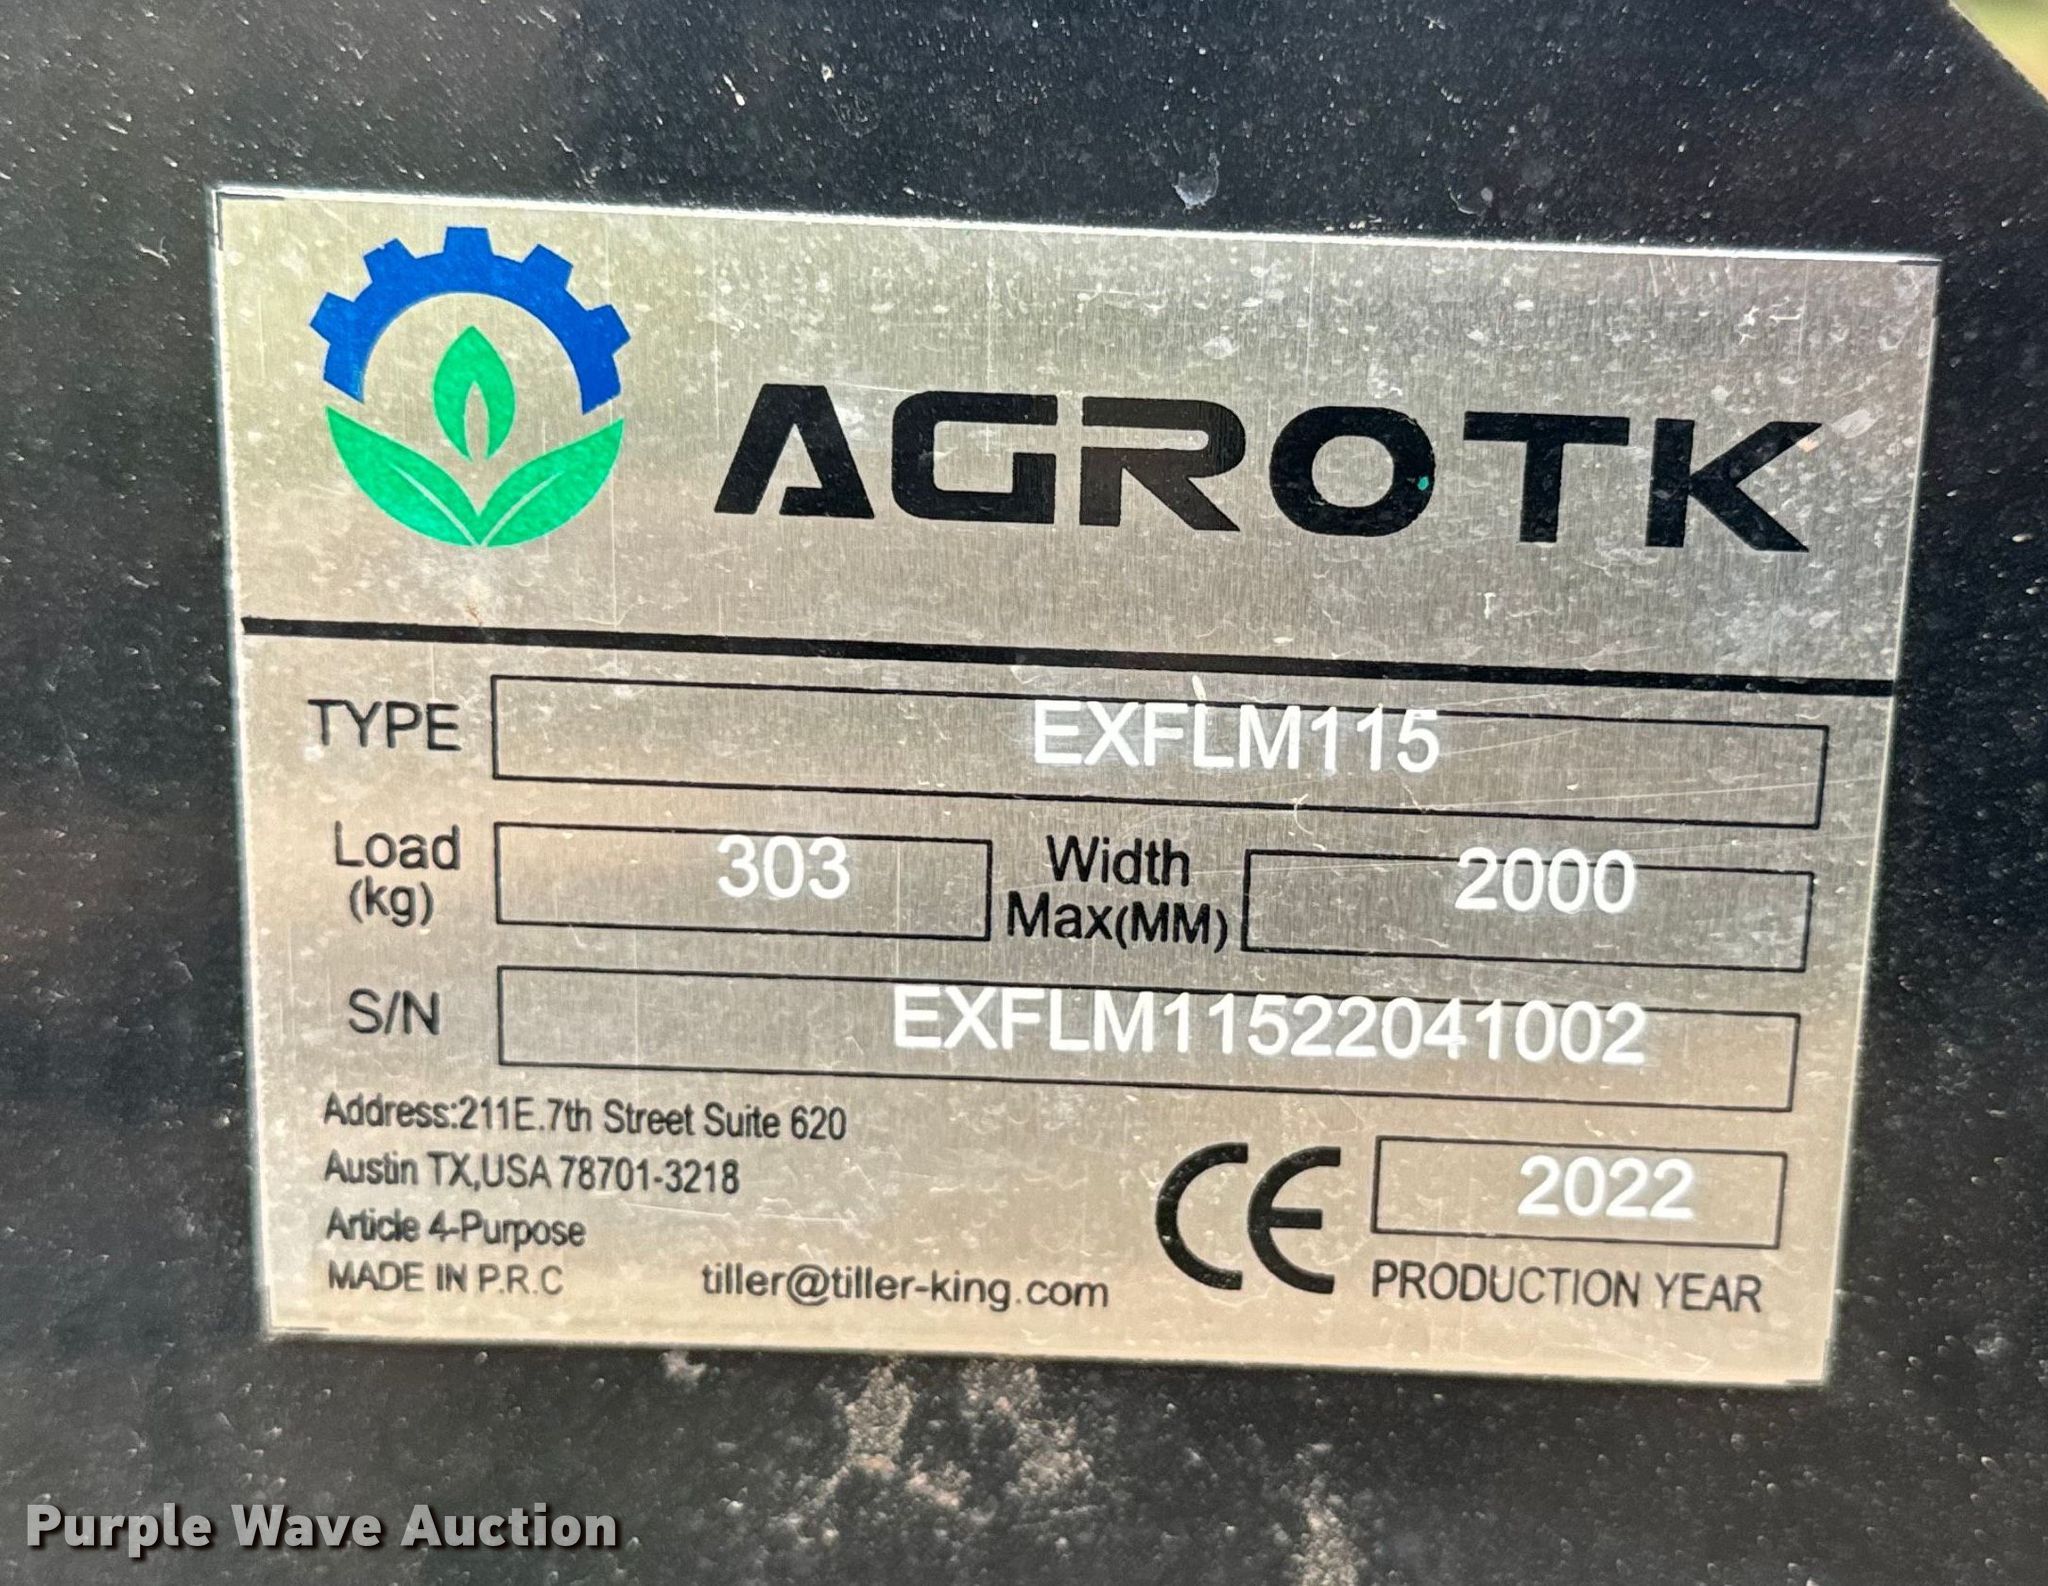 AGROTK
TYPE EXFLM115
Load (kg) 303 Width Max(MM) 2000
S/N EXFLM11522041002
Address:211E.7th Street Suite 620
Austin TX,USA 78701-3218
Article 4-Purpose
MADE IN P.R.C tiller@tiller-king.com
CE 2022
PRODUCTION YEAR
Purple Wave Auction